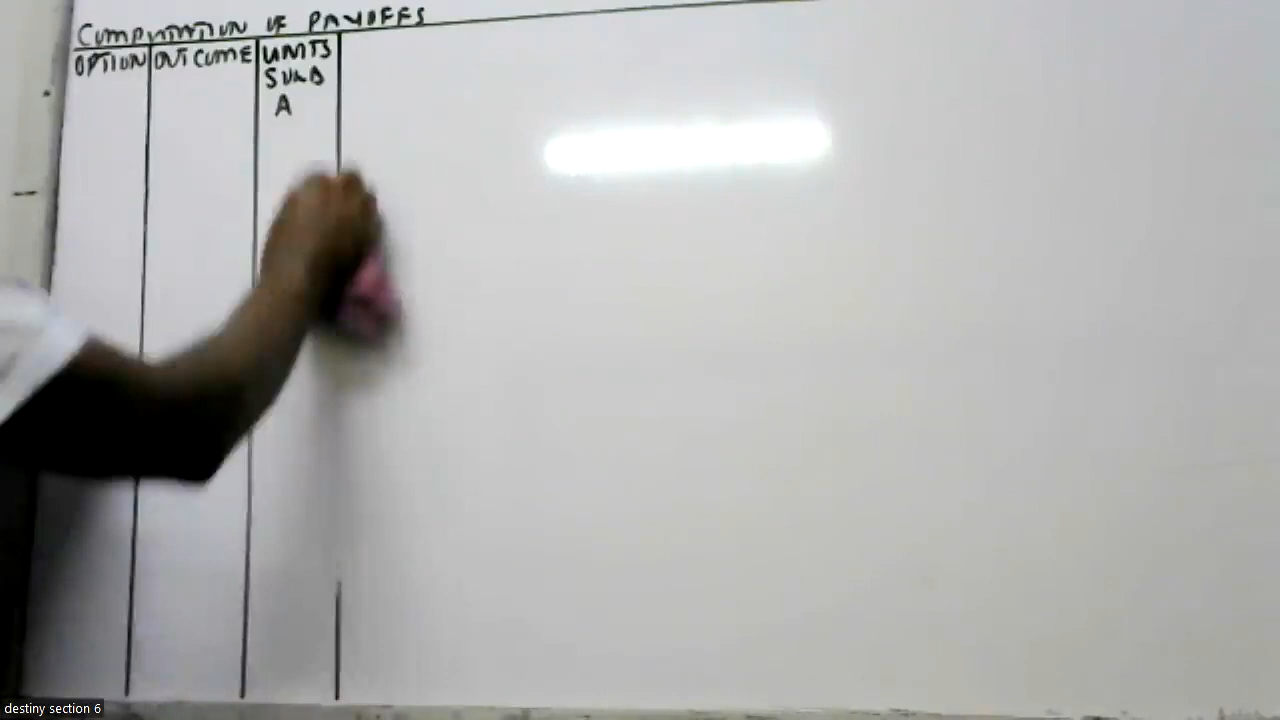 COMPUTATION OF PAYOFFS
OPTION OUTCOME UNITS
SOLD
A
destiny section 6